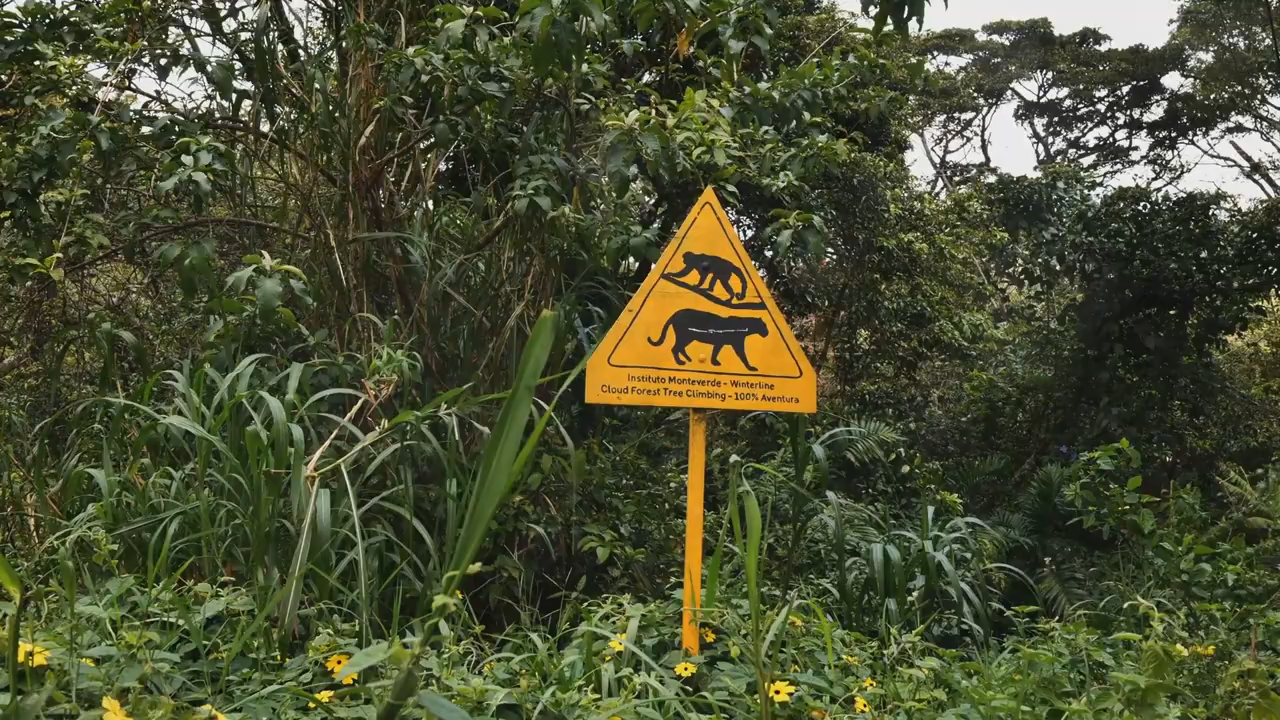 Instituto Monteverde - Winterline
Cloud Forest Tree Climbing - 100% Aventura